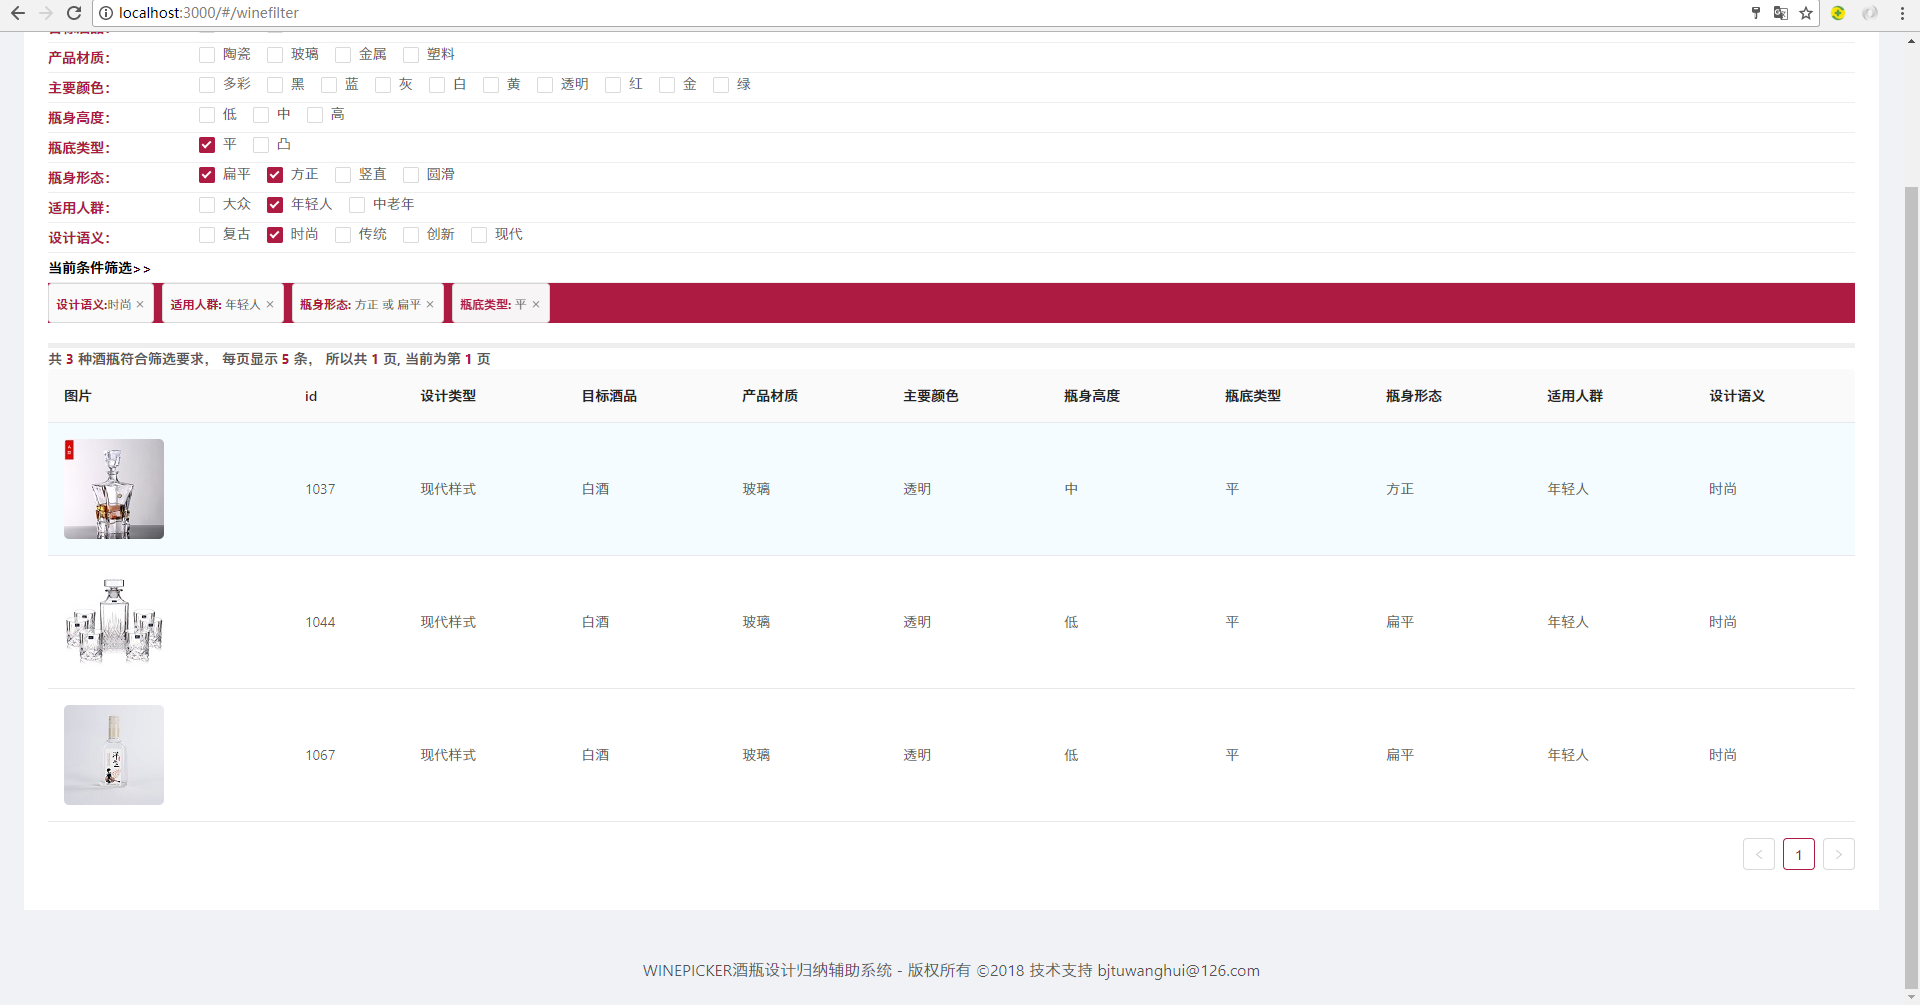 localhost:3000/#/winefilter
产品材质： 陶瓷 玻璃 金属 塑料
主要颜色： 多彩 黑 蓝 灰 白 黄 透明 红 金 绿
瓶身高度： 低 中 高
瓶底类型： 平 凸
瓶身形态： 扁平 方正 竖直 圆滑
适用人群： 大众 年轻人 中老年
设计语义： 复古 时尚 传统 创新 现代
当前条件筛选>>
设计语义:时尚 × 适用人群: 年轻人 × 瓶身形态: 方正 或 扁平 × 瓶底类型: 平 ×
共 3 种酒瓶符合筛选要求， 每页显示 5 条， 所以共 1 页, 当前为第 1 页
图片 id 设计类型 目标酒品 产品材质 主要颜色 瓶身高度 瓶底类型 瓶身形态 适用人群 设计语义
1037 现代样式 白酒 玻璃 透明 中 平 方正 年轻人 时尚
1044 现代样式 白酒 玻璃 透明 低 平 扁平 年轻人 时尚
1067 现代样式 白酒 玻璃 透明 低 平 扁平 年轻人 时尚
< 1 >
WINEPICKER酒瓶设计归纳辅助系统 - 版权所有 ©2018 技术支持 bjtuwanghui@126.com